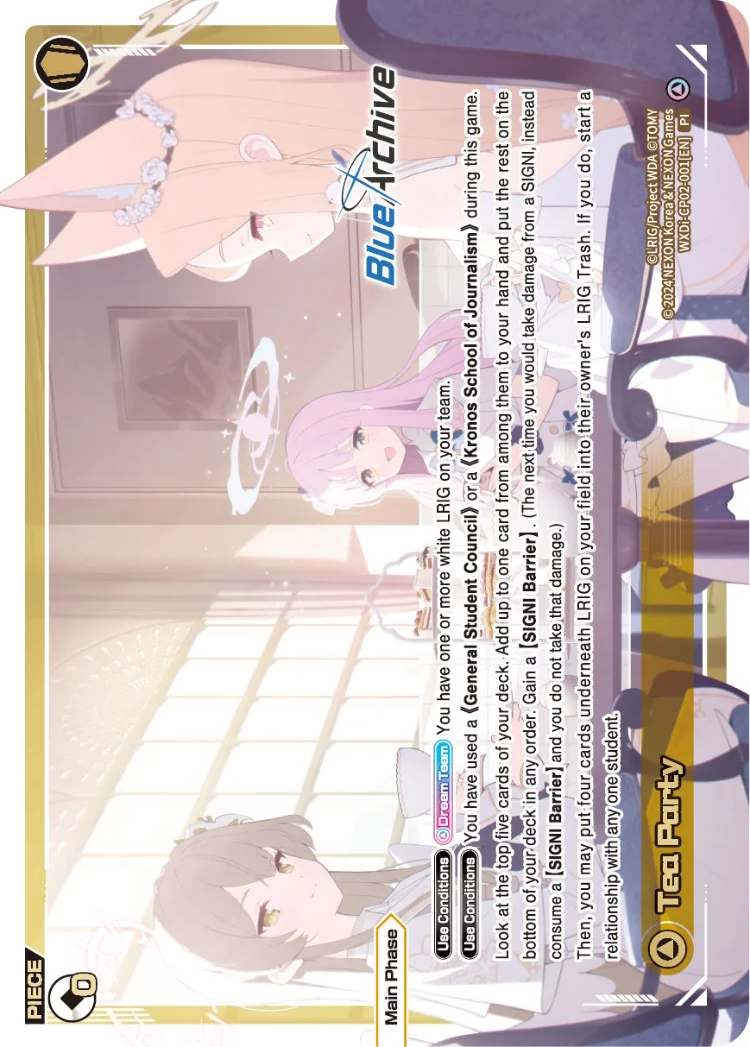 PIECE
0
Main Phase
BlueArchive
Use Conditions Dream Team You have one or more white LRIG on your team.
Use Conditions You have used a 《General Student Council》 or a 《Kronos School of Journalism》 during this game.
Look at the top five cards of your deck. Add up to one card from among them to your hand and put the rest on the
bottom of your deck in any order. Gain a 【SIGNI Barrier】. (The next time you would take damage from a SIGNI, instead
consume a 【SIGNI Barrier】 and you do not take that damage.)
Then, you may put four cards underneath LRIG on your field into their owner's LRIG Trash. If you do, start a
relationship with any one student.
Tea Party
©LRIG/Project WDA ©TOMY
©2024 NEXON Korea & NEXON Games
WXDi-CP02-001[EN] PI